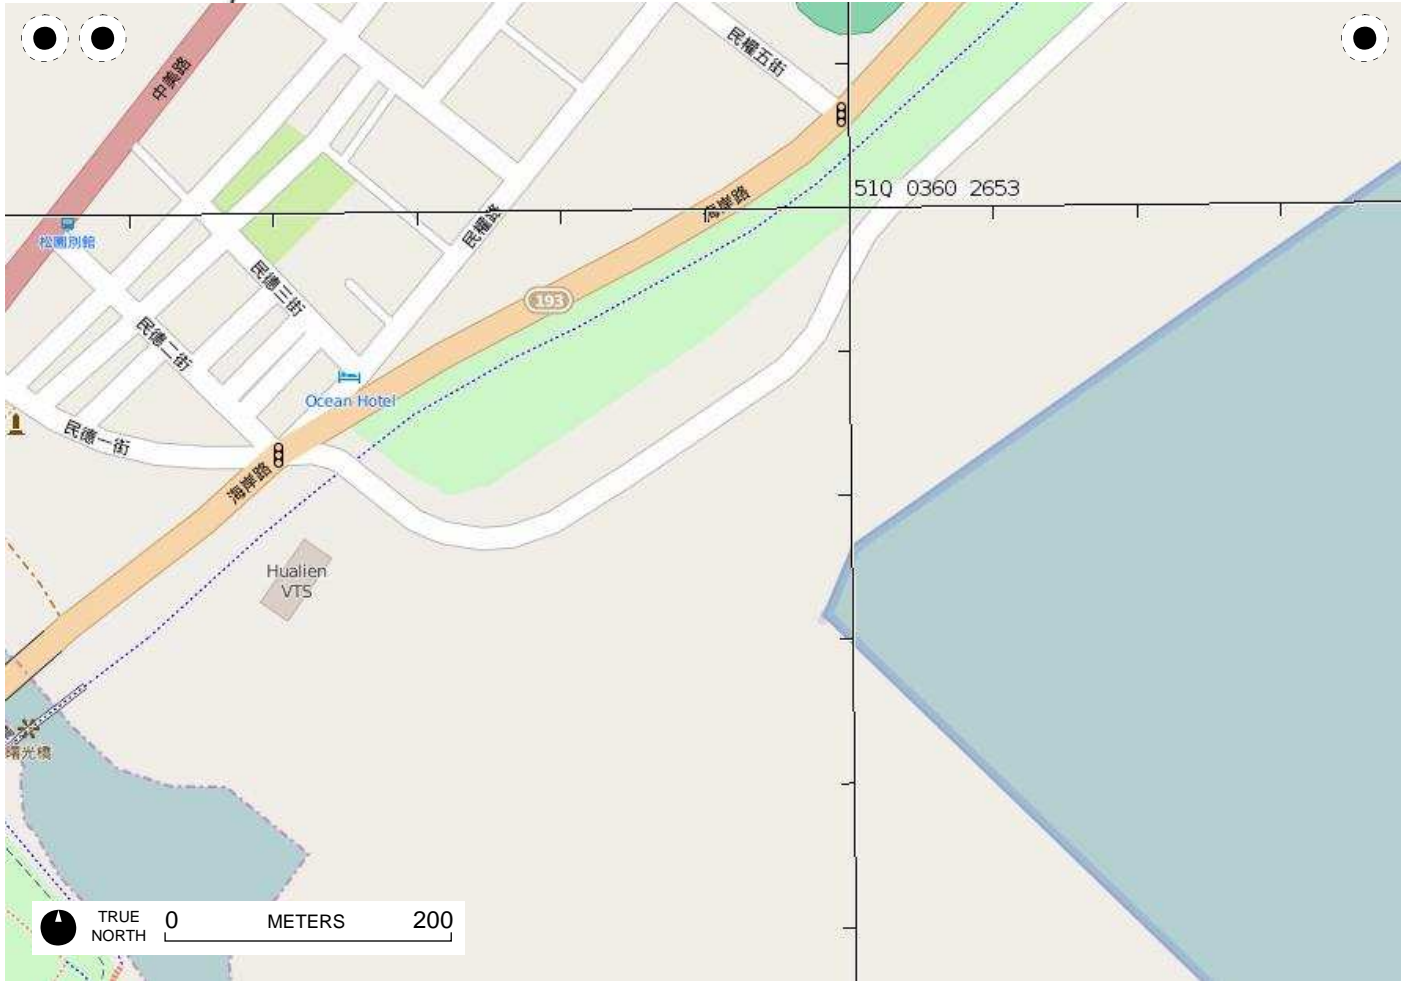 民權五街
中美路
51Q 0360 2653
海岸路
民權路
松園別館
民德三街
193
民德二街
Ocean Hotel
民德一街
海岸路
Hualien
VTS
曙光橋
TRUE
NORTH
0 METERS 200